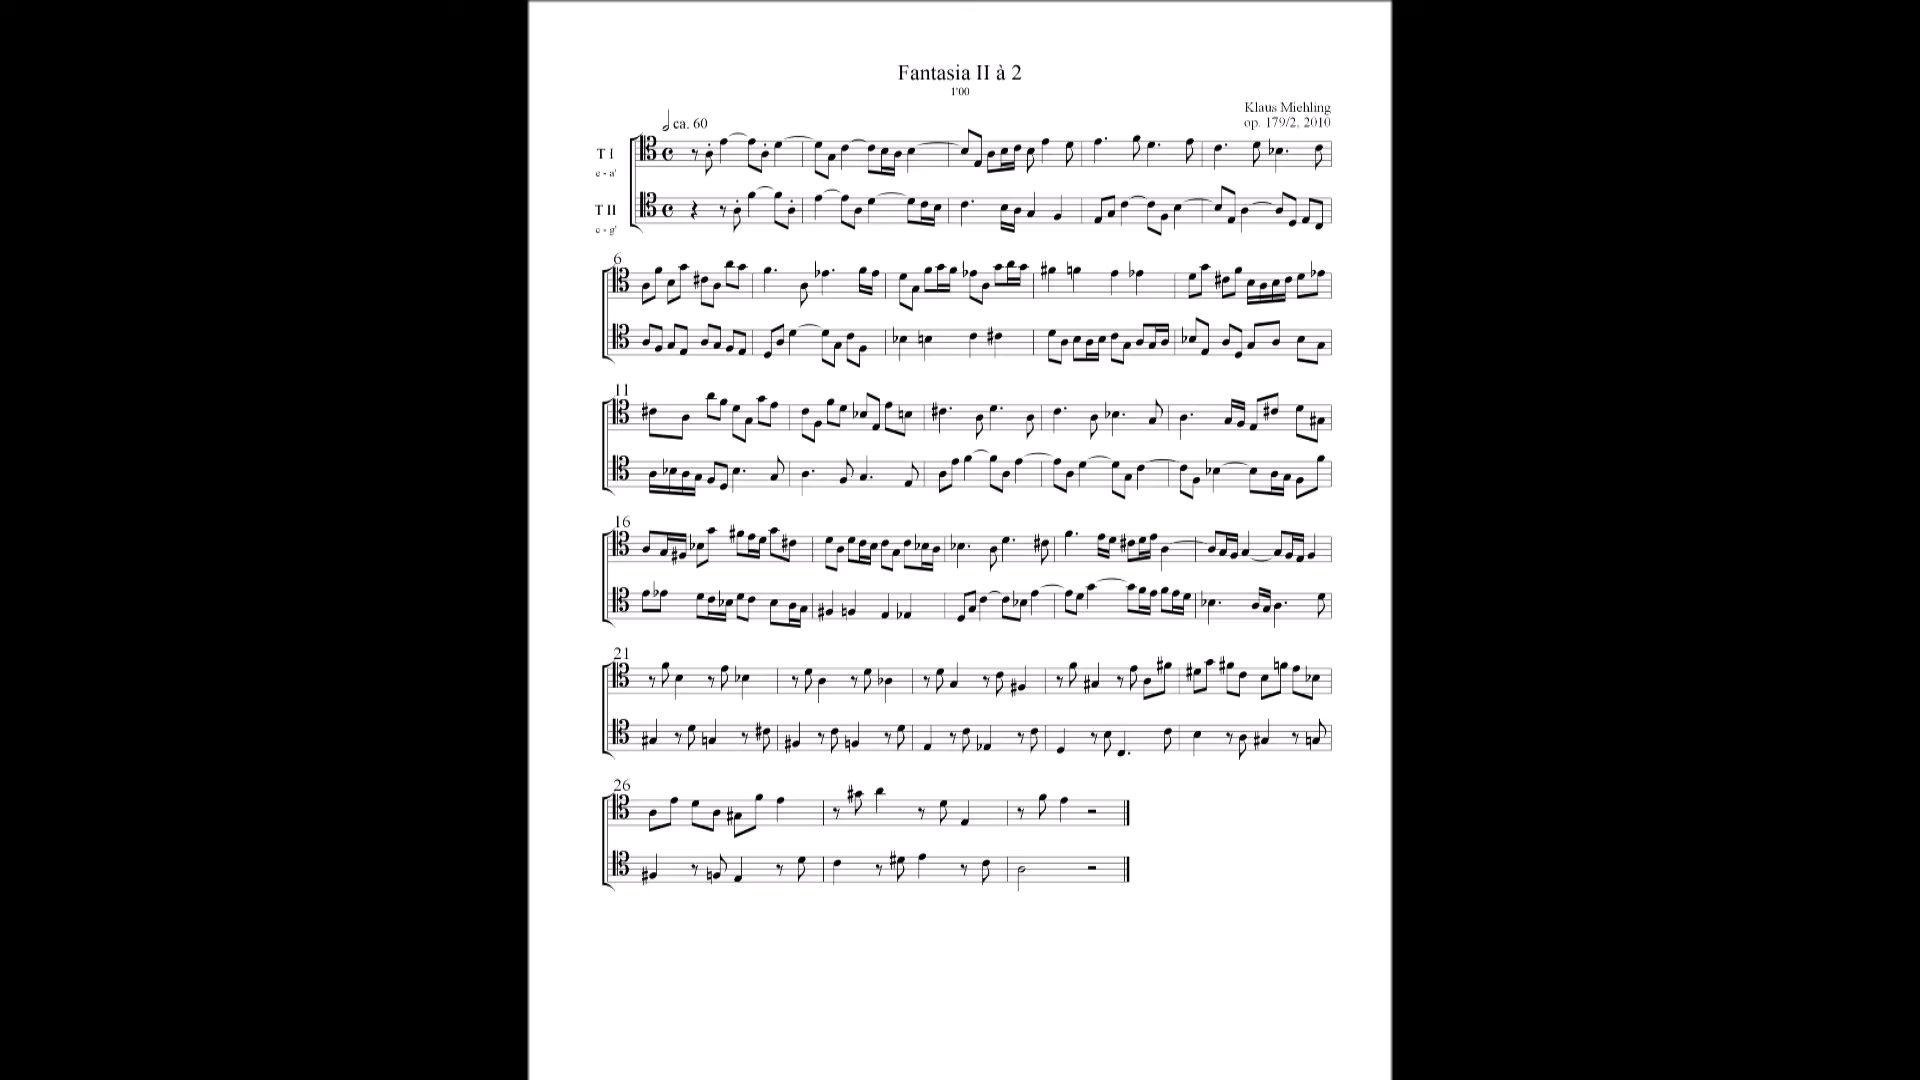 Fantasia II à 2
1'00
Klaus Miehling
ca. 60
op. 179/2, 2010
T I
e - a'
T II
c - g'
6
11
16
21
26